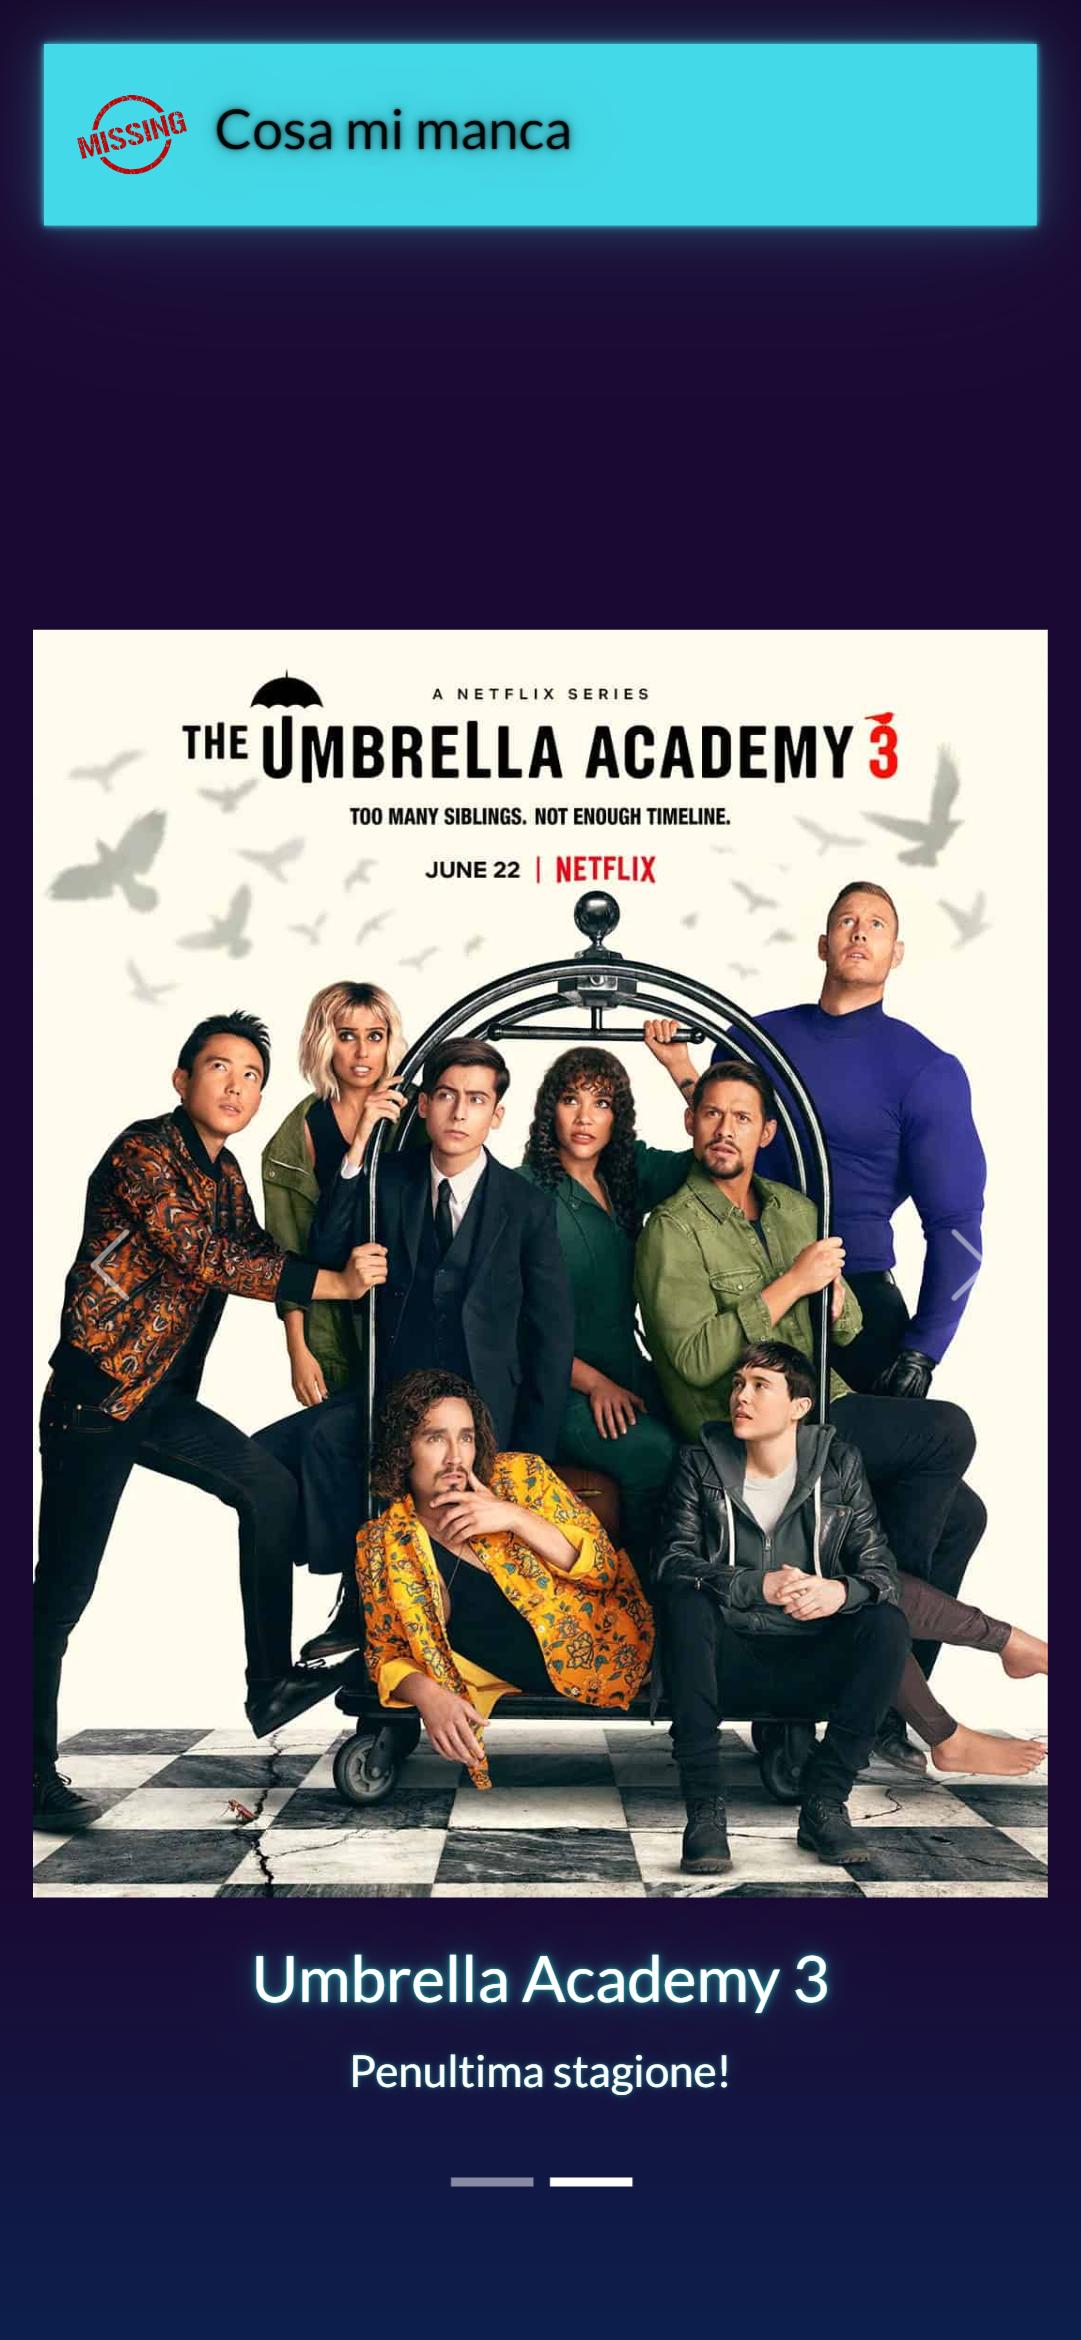 MISSING
Cosa mi manca
A NETFLIX SERIES
THE UMBRELLA ACADEMY 3
TOO MANY SIBLINGS. NOT ENOUGH TIMELINE.
JUNE 22 | NETFLIX
Umbrella Academy 3
Penultima stagione!